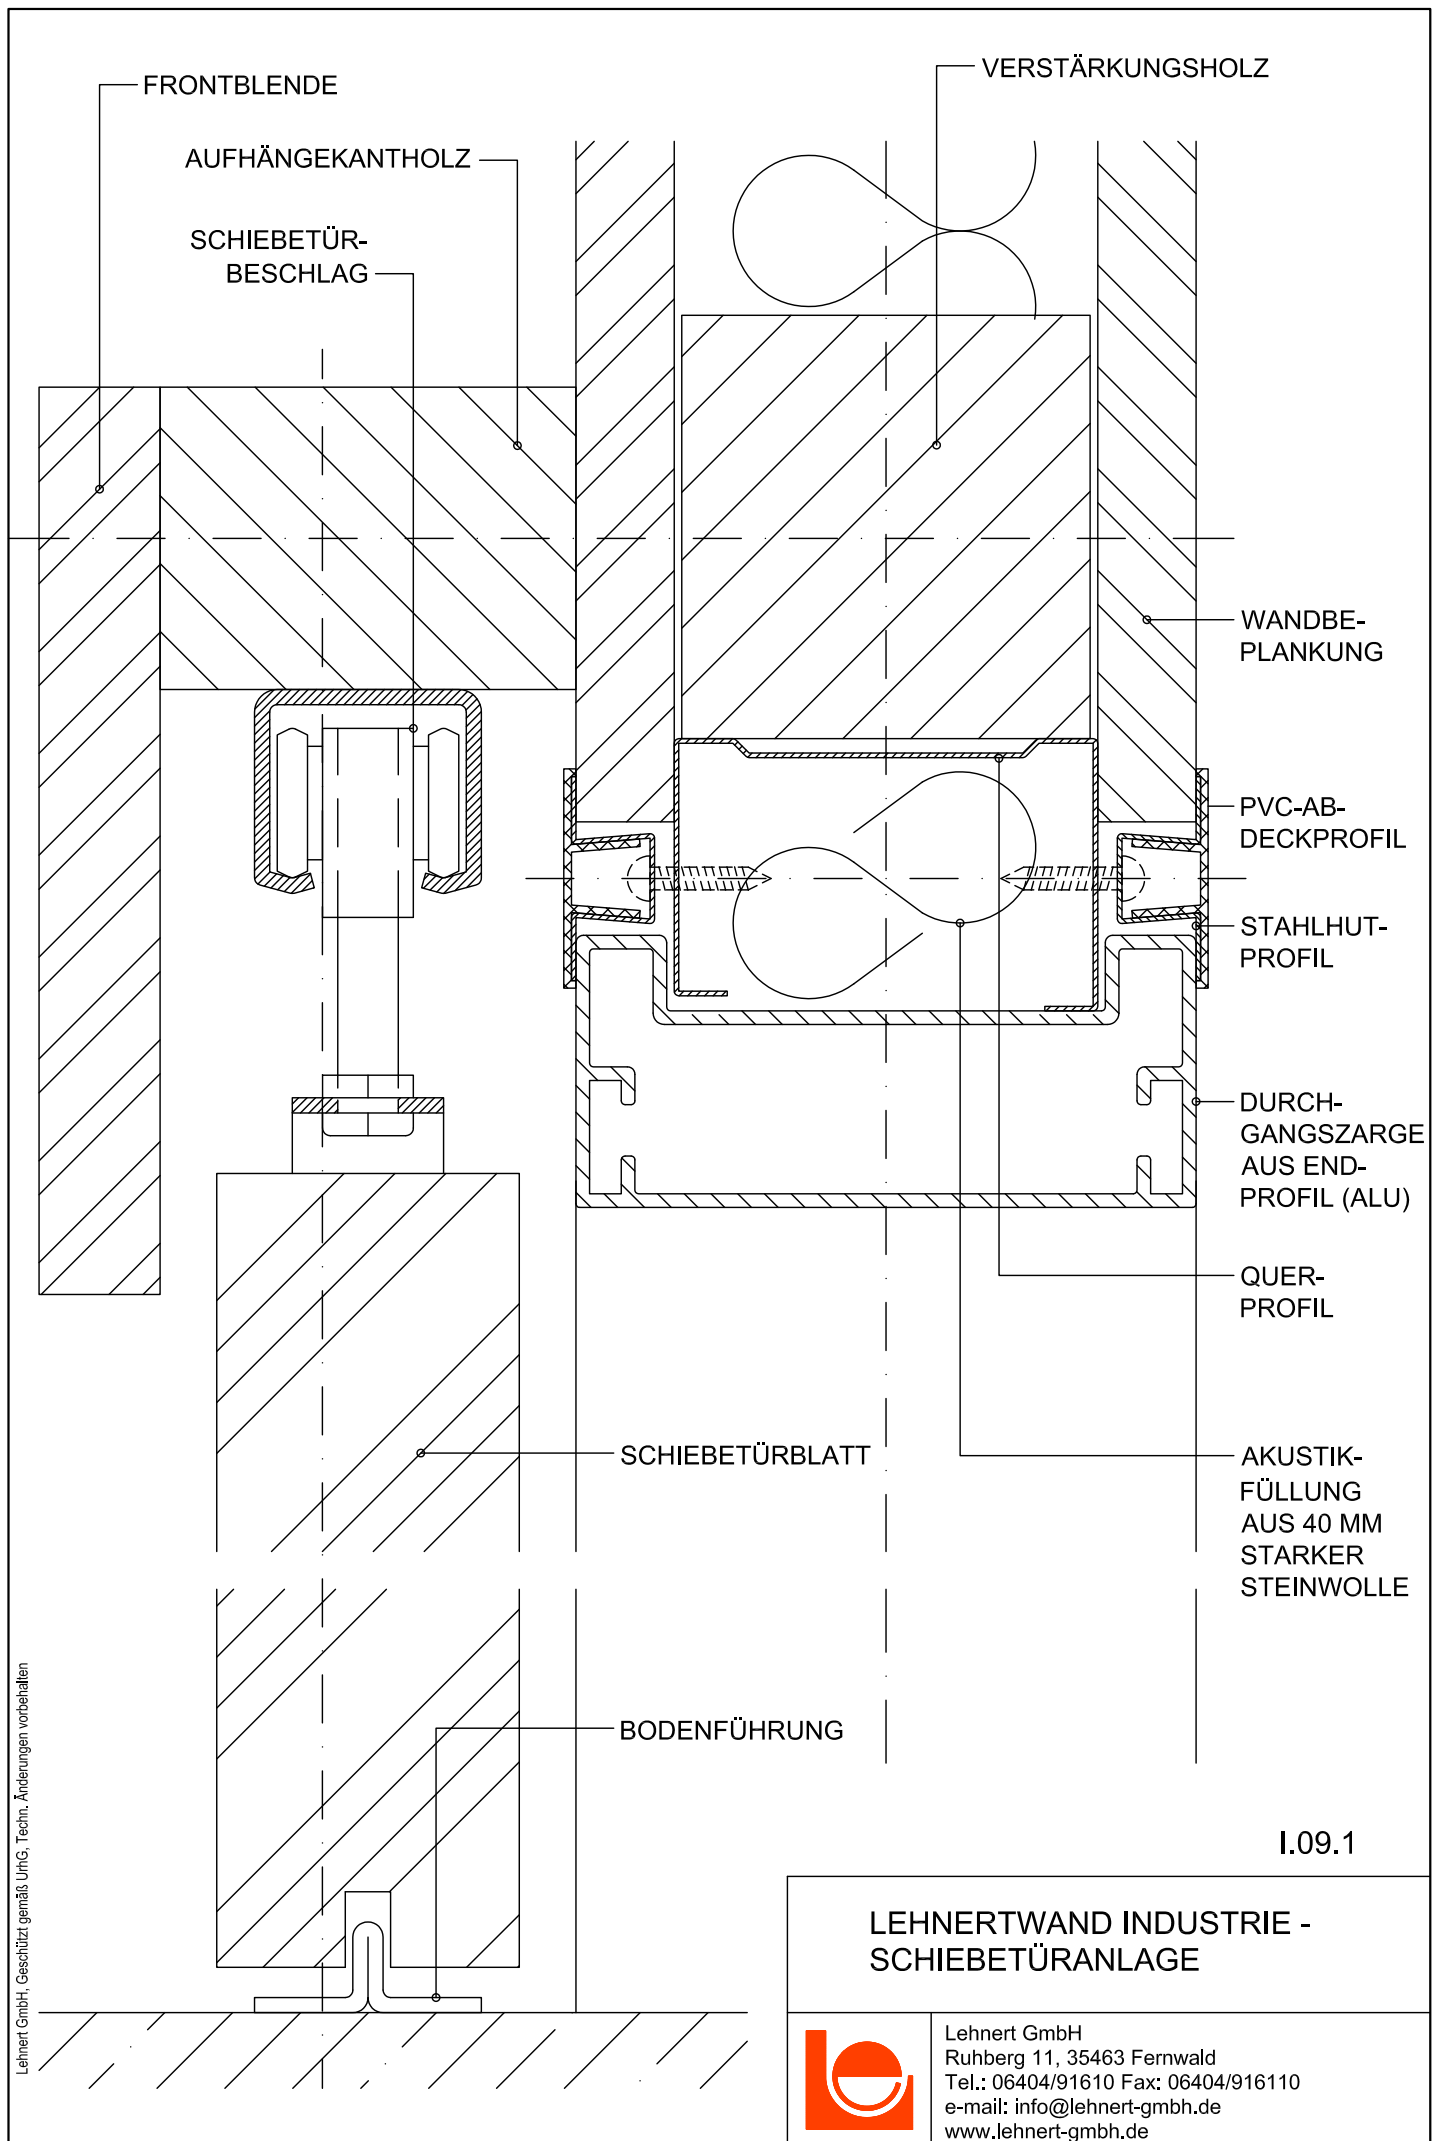 FRONTBLENDE
VERSTÄRKUNGSHOLZ
AUFHÄNGEKANTHOLZ
SCHIEBETÜR-
BESCHLAG
WANDBE-
PLANKUNG
PVC-AB-
DECKPROFIL
STAHLHUT-
PROFIL
DURCH-
GANGSZARGE
AUS END-
PROFIL (ALU)
QUER-
PROFIL
SCHIEBETÜRBLATT
AKUSTIK-
FÜLLUNG
AUS 40 MM
STARKER
STEINWOLLE
BODENFÜHRUNG
Lehnert GmbH, Geschützt gemäß UrhG, Techn. Änderungen vorbehalten
I.09.1
LEHNERTWAND INDUSTRIE -
SCHIEBETÜRANLAGE
Lehnert GmbH
Ruhberg 11, 35463 Fernwald
Tel.: 06404/91610 Fax: 06404/916110
e-mail: info@lehnert-gmbh.de
www.lehnert-gmbh.de